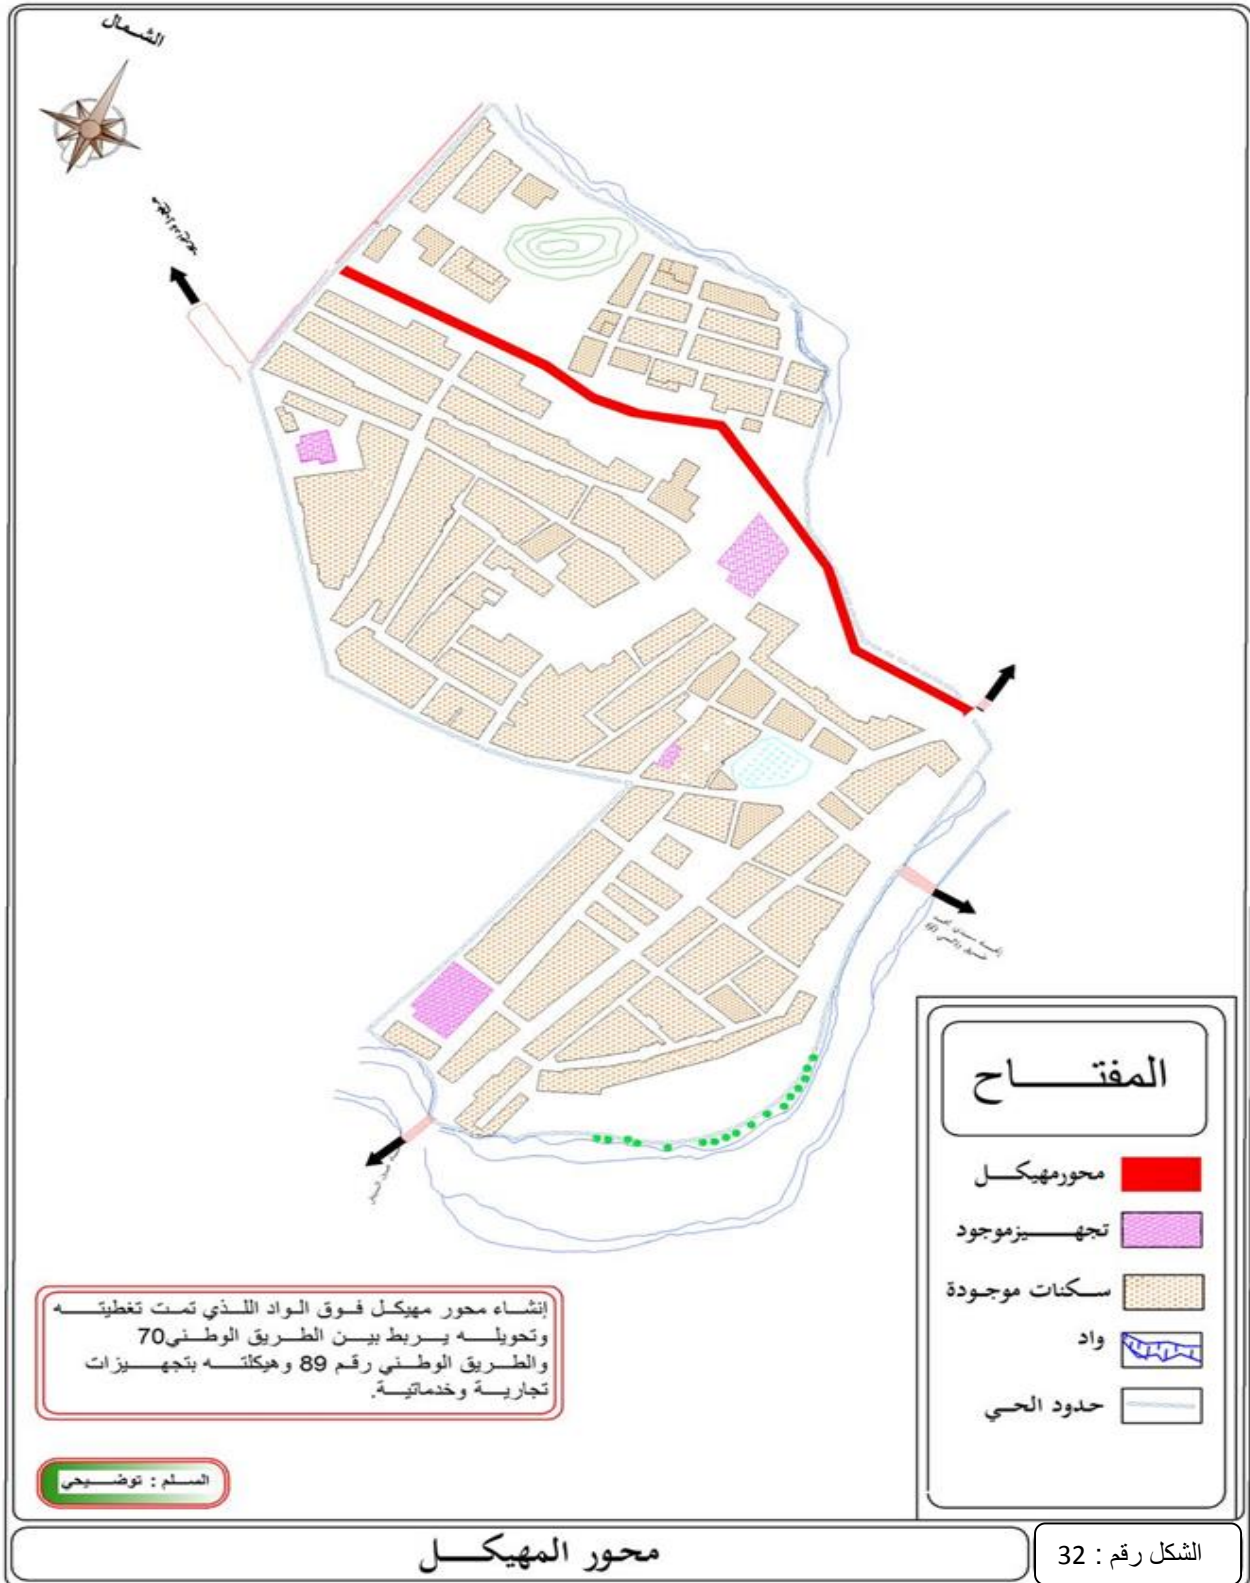 الشمال
المفتاح
محورمهيكل
تجهيزموجود
سكنات موجودة
واد
حدود الحي
إنشاء محور مهيكل فوق الواد اللذي تمت تغطيته
وتحويله يربط بين الطريق الوطني70
والطريق الوطني رقم 89 وهيكلته بتجهيزات
تجارية وخدماتية.
السلم : توضيحي
محور المهيكل
الشكل رقم : 32